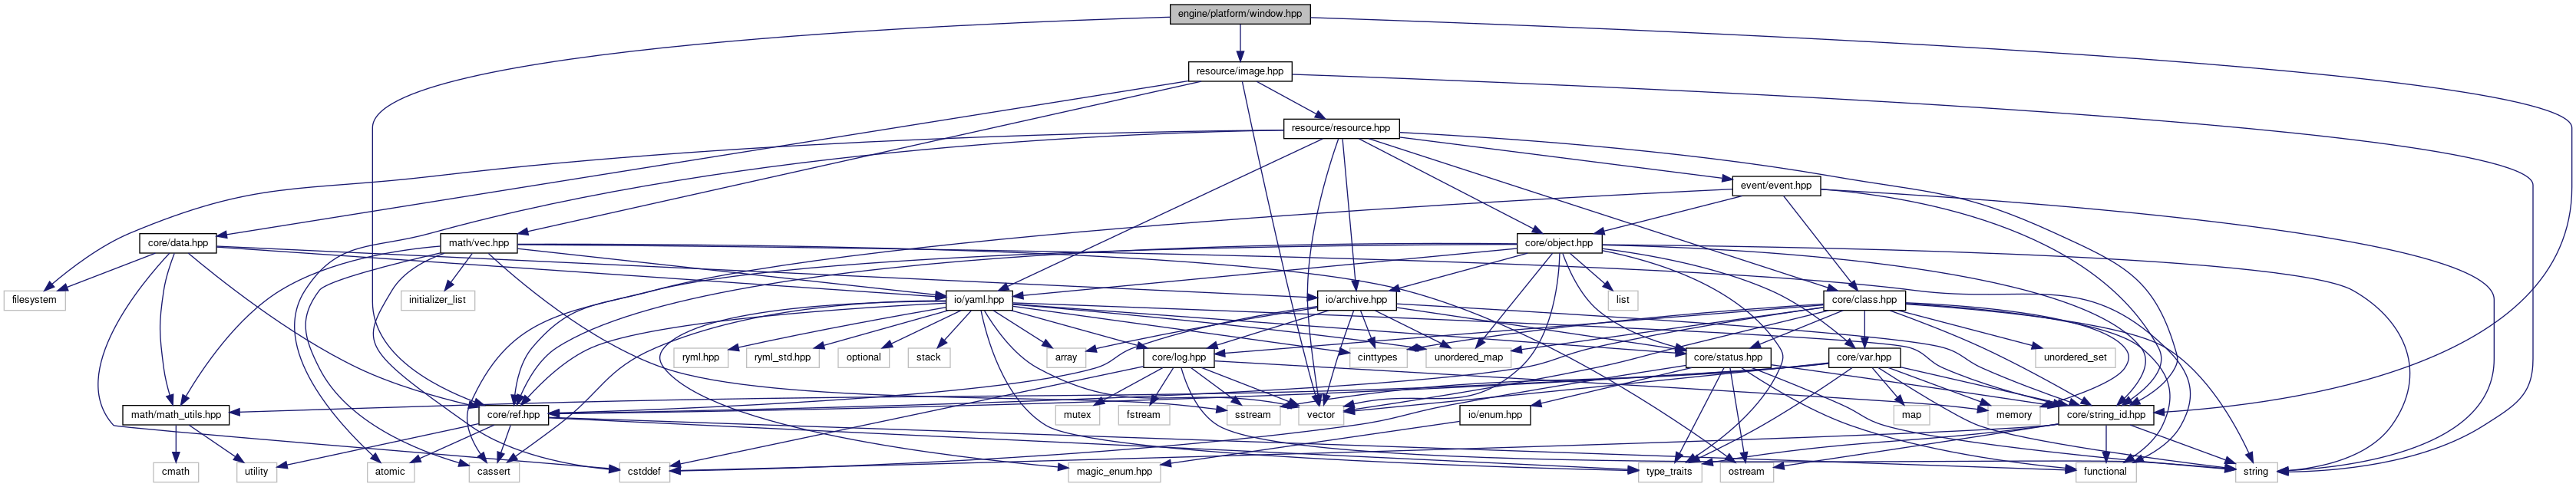 engine/platform/window.hpp
resource/image.hpp
resource/resource.hpp
event/event.hpp
core/data.hpp
math/vec.hpp
core/object.hpp
filesystem
initializer_list
io/yaml.hpp
io/archive.hpp
list
core/class.hpp
ryml.hpp
ryml_std.hpp
optional
stack
array
core/log.hpp
cinttypes
unordered_map
core/status.hpp
core/var.hpp
unordered_set
math/math_utils.hpp
core/ref.hpp
mutex
fstream
sstream
vector
io/enum.hpp
map
memory
core/string_id.hpp
cmath
utility
atomic
cassert
cstddef
magic_enum.hpp
type_traits
ostream
functional
string